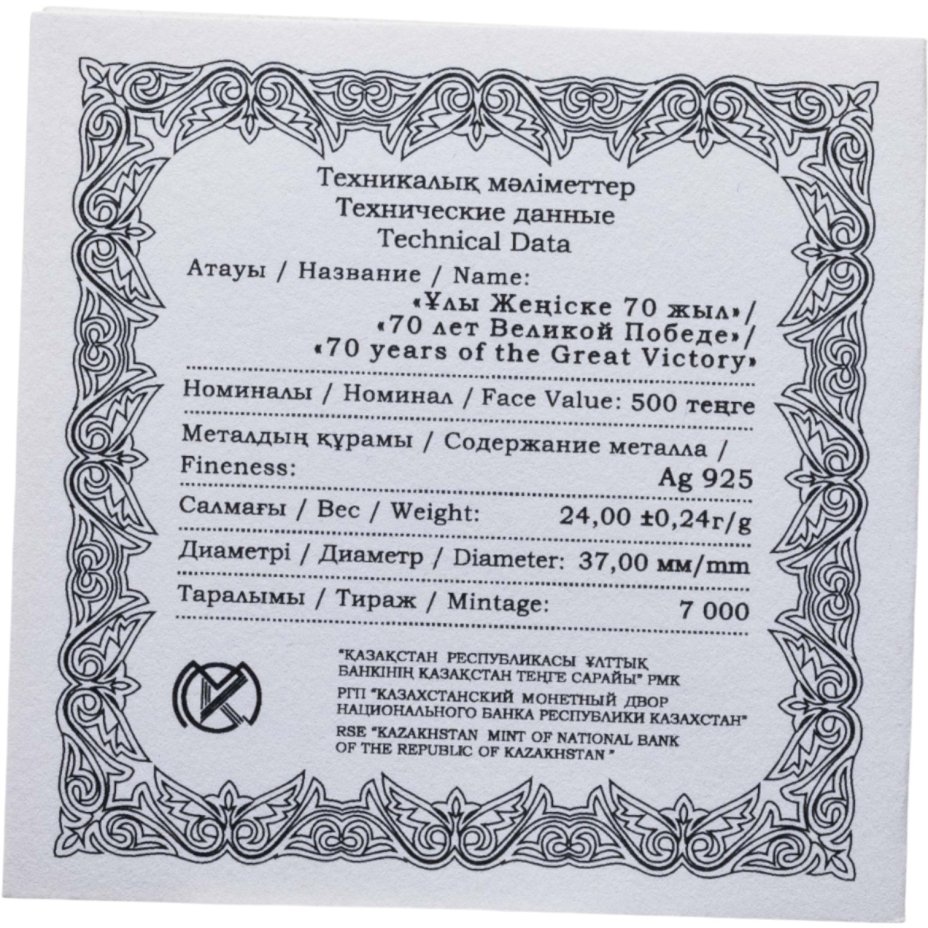 Техникалық мәліметтер
Технические данные
Technical Data
Атауы / Название / Name:
«Ұлы Жеңіске 70 жыл»/
«70 лет Великой Победе»/
«70 years of the Great Victory»
Номиналы / Номинал / Face Value: 500 теңге
Металдың құрамы / Содержание металла /
Fineness: Ag 925
Салмағы / Вес / Weight: 24,00 ±0,24г/g
Диаметрі / Диаметр / Diameter: 37,00 мм/mm
Таралымы / Тираж / Mintage: 7 000
"ҚАЗАҚСТАН РЕСПУБЛИКАСЫ ҰЛТТЫҚ
БАНКІНІҢ ҚАЗАҚСТАН ТЕҢГЕ САРАЙЫ" РМК
РГП "КАЗАХСТАНСКИЙ МОНЕТНЫЙ ДВОР
НАЦИОНАЛЬНОГО БАНКА РЕСПУБЛИКИ КАЗАХСТАН"
RSE "KAZAKHSTAN MINT OF NATIONAL BANK
OF THE REPUBLIC OF KAZAKHSTAN "